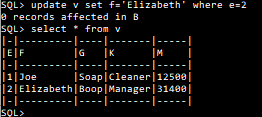 SQL> update v set f='Elizabeth' where e=2
0 records affected in B
SQL> select * from v
|-|---------|----|-------|-----|
|E|F        |G   |K      |M    |
|-|---------|----|-------|-----|
|1|Joe      |Soap|Cleaner|12500|
|2|Elizabeth|Boop|Manager|31400|
|-|---------|----|-------|-----|
SQL>